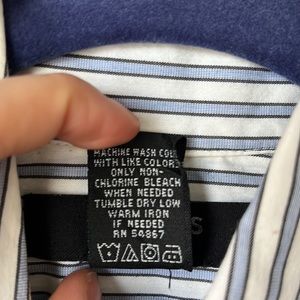 MACHINE WASH COLD
WITH LIKE COLORS
ONLY NON-
CHLORINE BLEACH
WHEN NEEDED
TUMBLE DRY LOW
WARM IRON
IF NEEDED
RN 54867